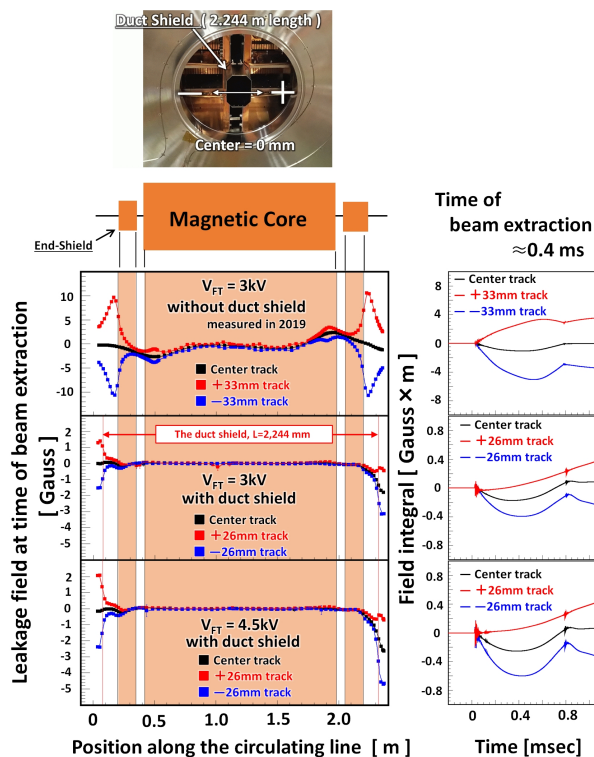 Duct Shield ( 2.244 m length)
Center = 0 mm
Magnetic Core
End-Shield
Time of
beam extraction
≈0.4 ms
Leakage field at time of beam extraction
[ Gauss]
10
5
0
-5
-10
V_FT = 3kV
without duct shield
measured in 2019
Center track
+33mm track
−33mm track
2
1
0
-1
-2
-3
-4
-5
The duct shield, L=2,244 mm
V_FT = 3kV
with duct shield
Center track
+26mm track
−26mm track
2
1
0
-1
-2
-3
-4
-5
V_FT = 4.5kV
with duct shield
Center track
+26mm track
−26mm track
0 0.5 1.0 1.5 2.0
Position along the circulating line [ m ]
Field integral [ Gauss × m ]
8
4
0
-4
-8
Center track
+33mm track
−33mm track
0.8
0.4
0
-0.4
-0.8
Center track
+26mm track
−26mm track
0.8
0.4
0
-0.4
-0.8
Center track
+26mm track
−26mm track
0 0.4 0.8
Time [msec]